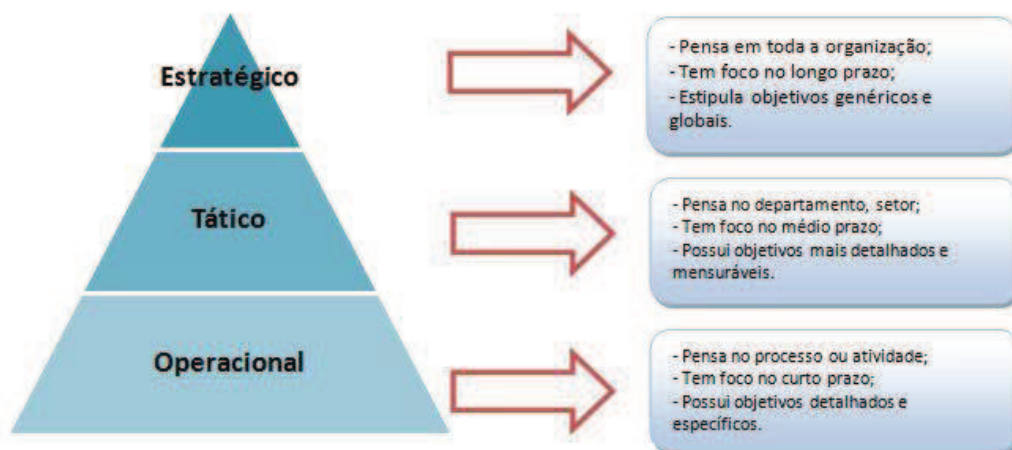 Estratégico
- Pensa em toda a organização;
- Tem foco no longo prazo;
- Estipula objetivos genéricos e
globais.
Tático
- Pensa no departamento, setor;
- Tem foco no médio prazo;
- Possui objetivos mais detalhados e
mensuráveis.
Operacional
- Pensa no processo ou atividade;
- Tem foco no curto prazo;
- Possui objetivos detalhados e
específicos.